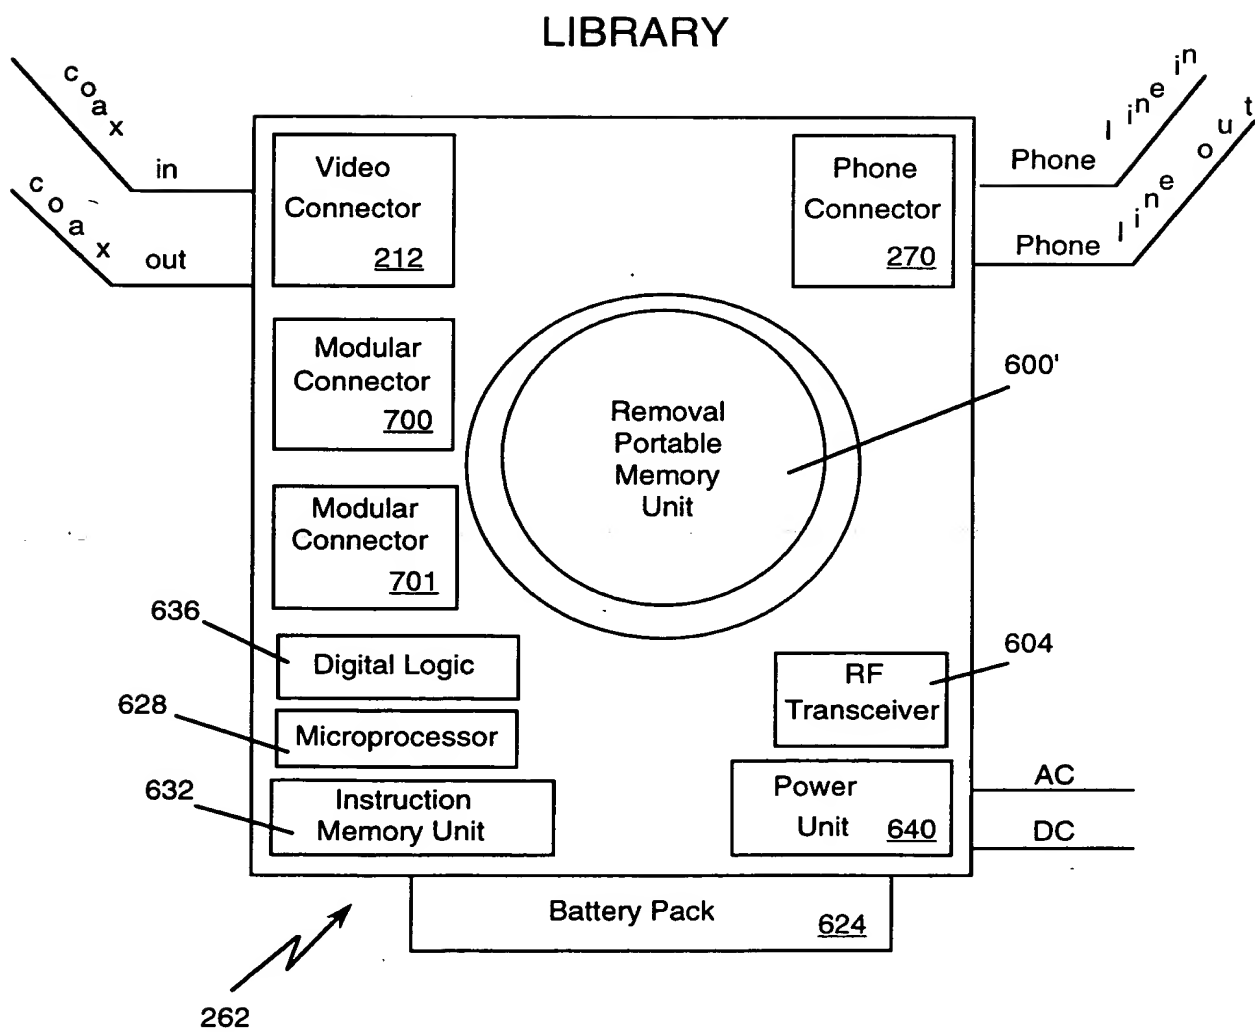 LIBRARY
coax
in
coax
out
Video
Connector
212
Phone
Connector
270
Phone line in
Phone line out
Modular
Connector
700
600'
Removal
Portable
Memory
Unit
Modular
Connector
701
636
Digital Logic
604
RF
Transceiver
628
Microprocessor
632
Instruction
Memory Unit
Power
Unit 640
AC
DC
Battery Pack 624
262